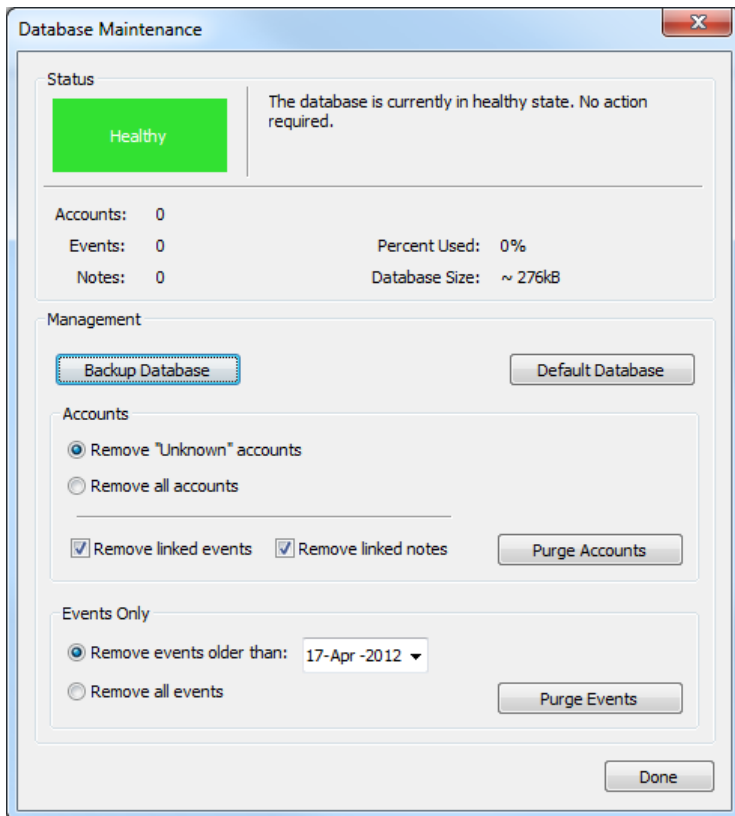 Database Maintenance
Status
Healthy
The database is currently in healthy state. No action
required.
Accounts: 0
Events: 0 Percent Used: 0%
Notes: 0 Database Size: ~ 276kB
Management
Backup Database Default Database
Accounts
Remove "Unknown" accounts
Remove all accounts
Remove linked events Remove linked notes Purge Accounts
Events Only
Remove events older than: 17-Apr -2012
Remove all events
Purge Events
Done